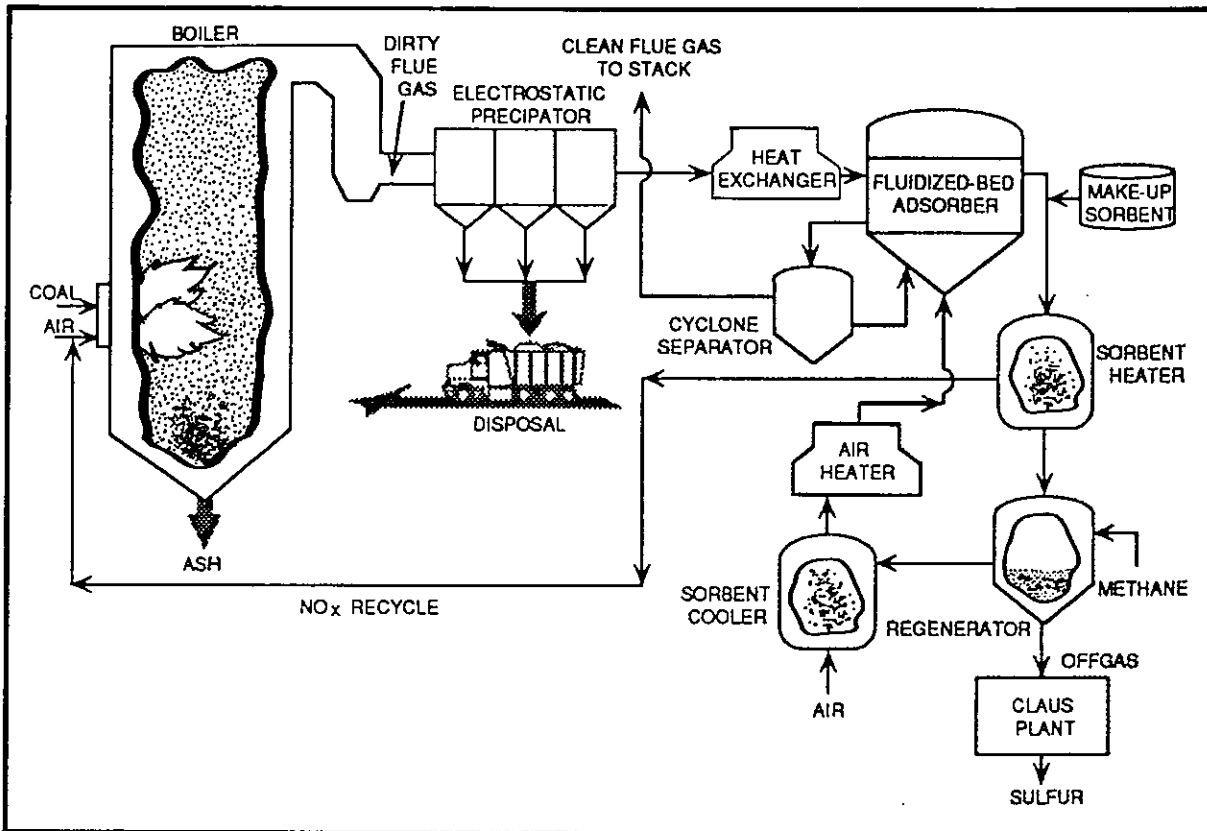 BOILER
DIRTY
FLUE
GAS
CLEAN FLUE GAS
TO STACK
ELECTROSTATIC
PRECIPATOR
HEAT
EXCHANGER
FLUIDIZED-BED
ADSORBER
MAKE-UP
SORBENT
COAL
AIR
CYCLONE
SEPARATOR
SORBENT
HEATER
DISPOSAL
AIR
HEATER
ASH
NOx RECYCLE
SORBENT
COOLER
REGENERATOR
METHANE
OFFGAS
AIR
CLAUS
PLANT
SULFUR